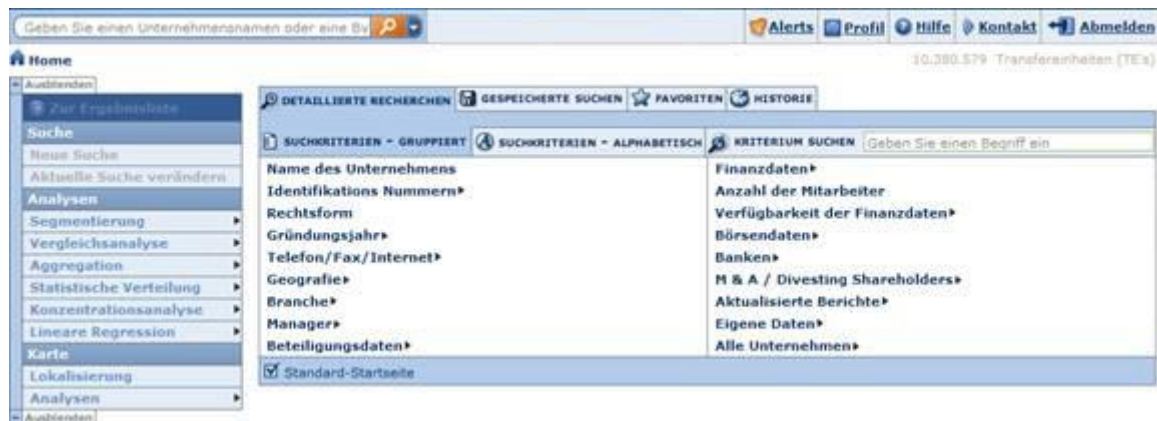 Geben Sie einen Unternehmensnamen oder eine Bv
Alerts Profil Hilfe Kontakt Abmelden
Home
10.380.579 Transfereinheiten (TE's)
Ausblenden
Zur Ergebnisliste
Suche
Neue Suche
Aktuelle Suche verändern
Analysen
Segmentierung
Vergleichsanalyse
Aggregation
Statistische Verteilung
Konzentrationsanalyse
Lineare Regression
Karte
Lokalisierung
Analysen
Ausblenden
DETAILLIERTE RECHERCHEN GESPEICHERTE SUCHEN FAVORITEN HISTORIE
SUCHKRITERIEN - GRUPPIERT SUCHKRITERIEN - ALPHABETISCH KRITERIUM SUCHEN Geben Sie einen Begriff ein
Name des Unternehmens
Identifikations Nummern
Rechtsform
Gründungsjahr
Telefon/Fax/Internet
Geografie
Branche
Manager
Beteiligungsdaten
Finanzdaten
Anzahl der Mitarbeiter
Verfügbarkeit der Finanzdaten
Börsendaten
Banken
M & A / Divesting Shareholders
Aktualisierte Berichte
Eigene Daten
Alle Unternehmen
Standard-Startseite